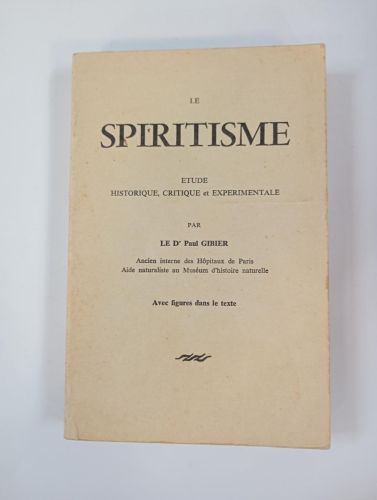 LE
SPIRITISME
ETUDE
HISTORIQUE, CRITIQUE et EXPERIMENTALE
PAR
LE Dr Paul GIBIER
Ancien interne des Hôpitaux de Paris
Aide naturaliste au Muséum d'histoire naturelle
Avec figures dans le texte